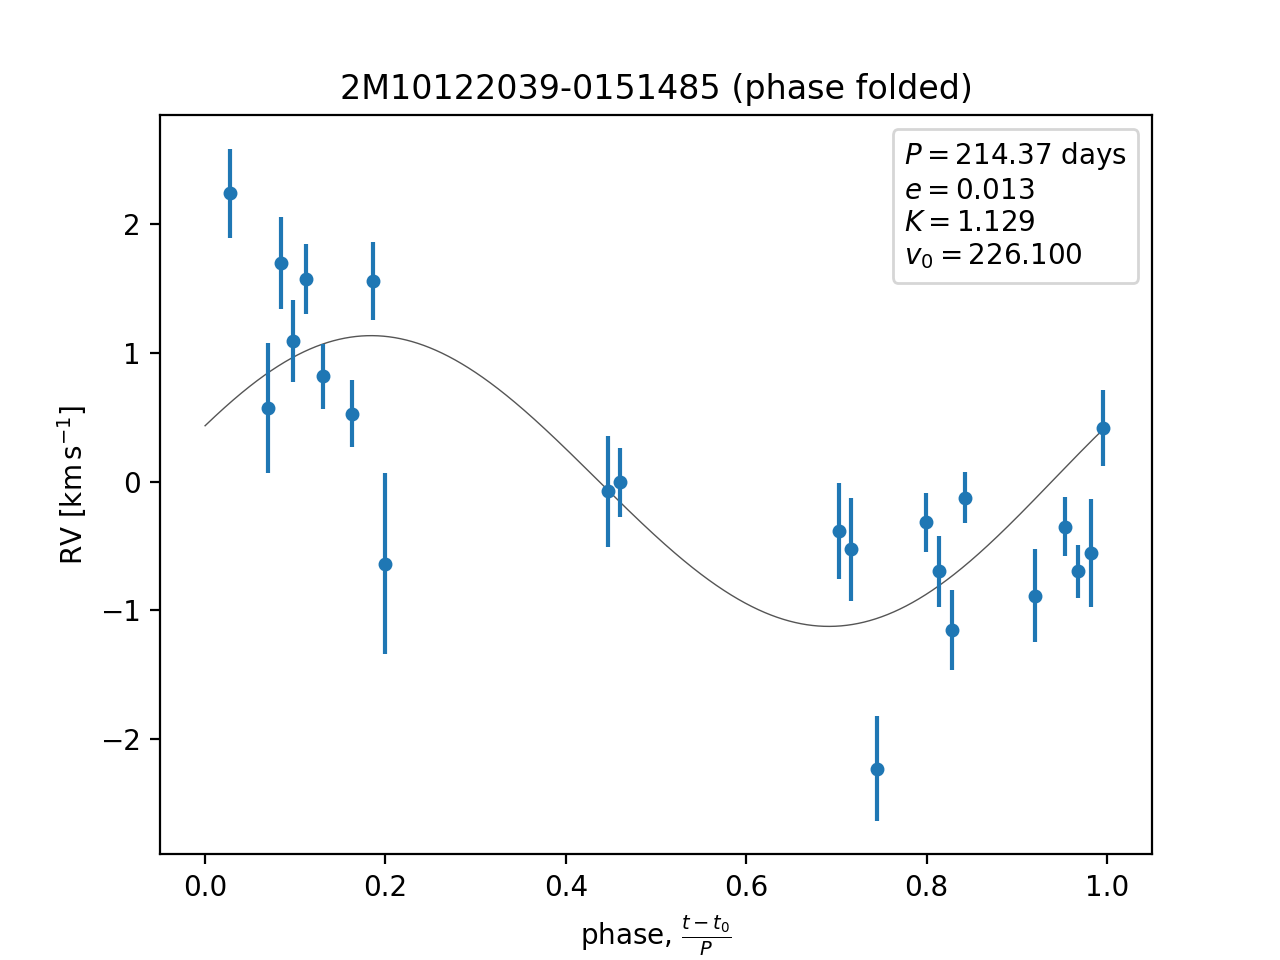 2M10122039-0151485 (phase folded)
P = 214.37 days
e = 0.013
K = 1.129
v₀ = 226.100
RV [km s⁻¹]
2
1
0
−1
−2
0.0 0.2 0.4 0.6 0.8 1.0
phase, (t − t₀)/P